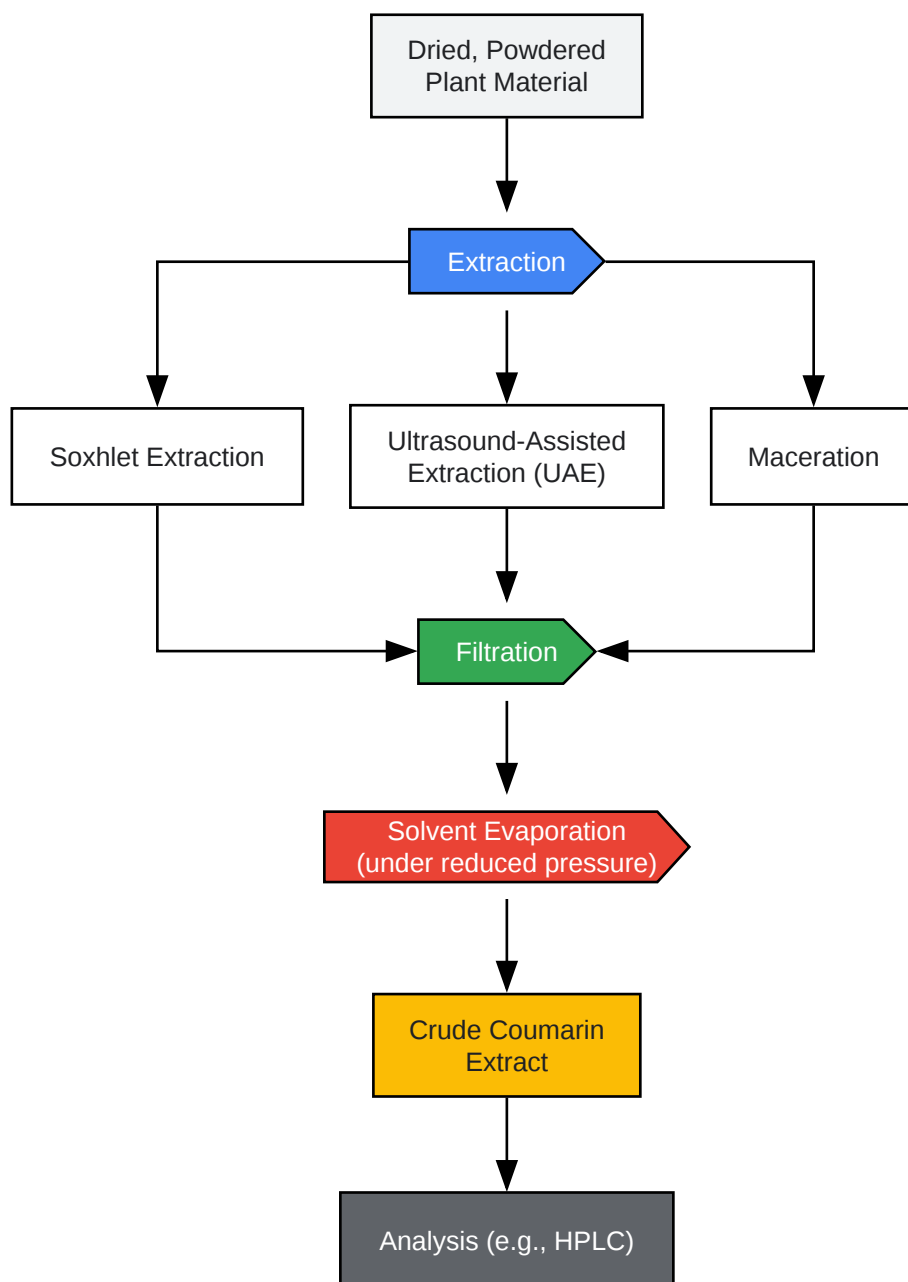 Dried, Powdered
Plant Material
Extraction
Soxhlet Extraction
Ultrasound-Assisted
Extraction (UAE)
Maceration
Filtration
Solvent Evaporation
(under reduced pressure)
Crude Coumarin
Extract
Analysis (e.g., HPLC)